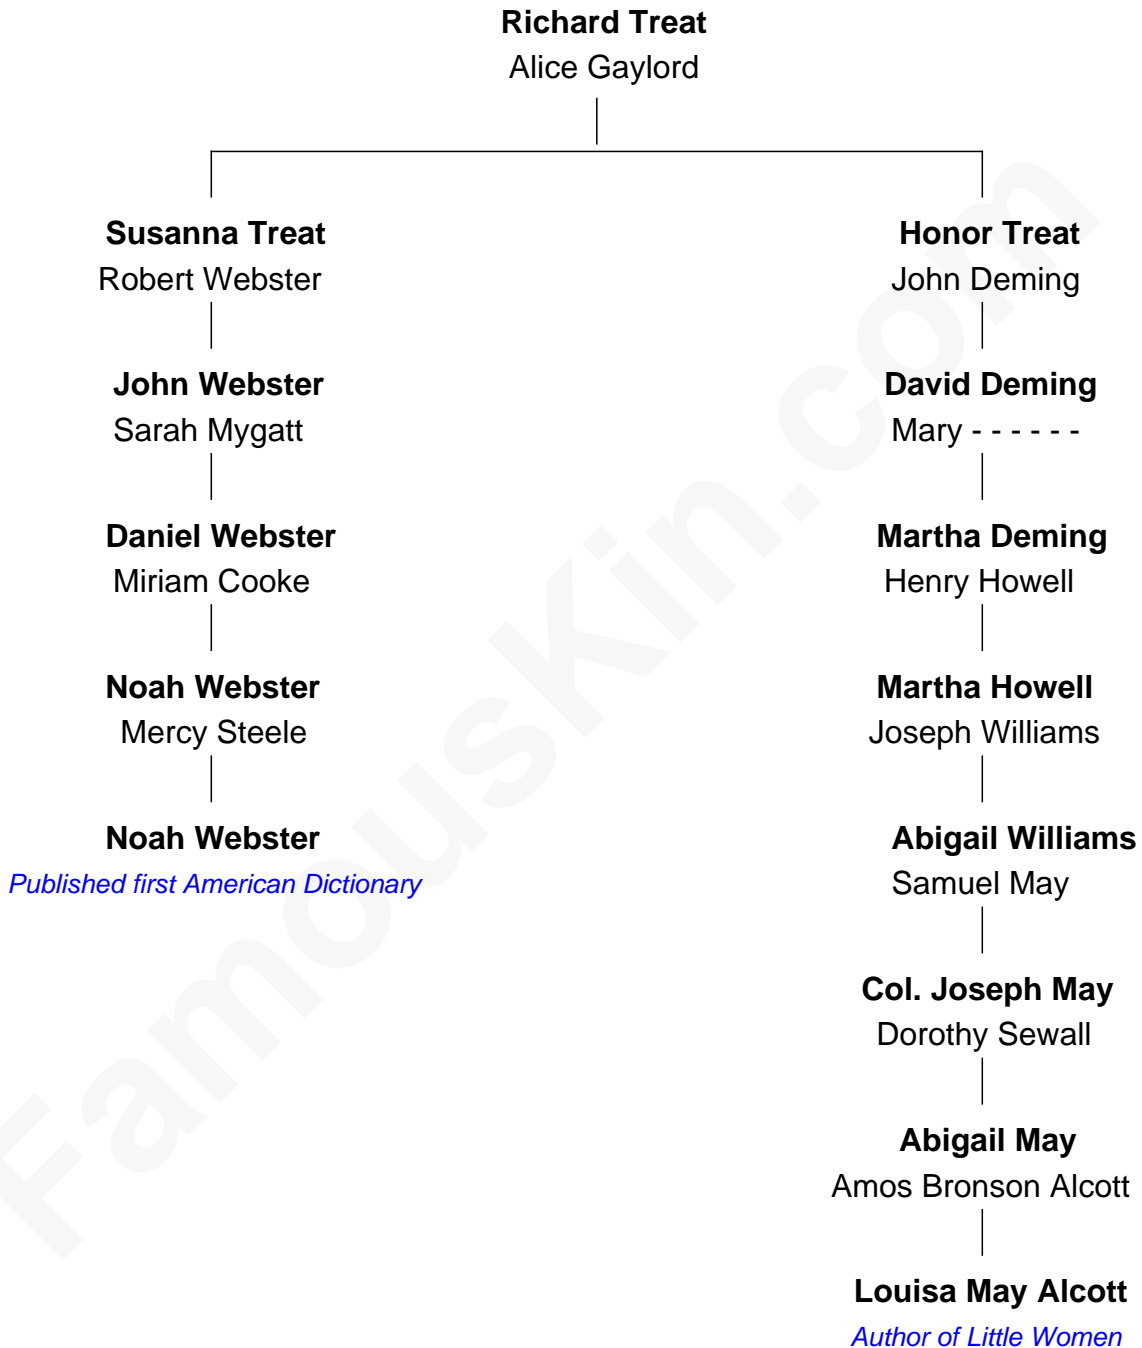 Richard Treat
Alice Gaylord
Susanna Treat
Robert Webster
Honor Treat
John Deming
John Webster
Sarah Mygatt
David Deming
Mary - - - - - -
Daniel Webster
Miriam Cooke
Martha Deming
Henry Howell
Noah Webster
Mercy Steele
Martha Howell
Joseph Williams
Noah Webster
Published first American Dictionary
Abigail Williams
Samuel May
Col. Joseph May
Dorothy Sewall
Abigail May
Amos Bronson Alcott
Louisa May Alcott
Author of Little Women
FamousKin.com